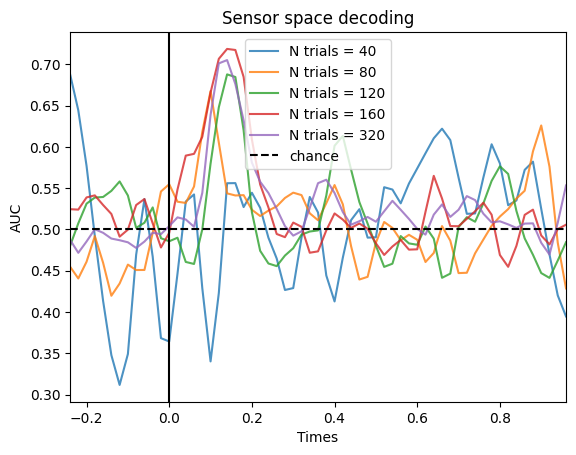 Sensor space decoding
N trials = 40
N trials = 80
N trials = 120
N trials = 160
N trials = 320
chance
AUC
0.70
0.65
0.60
0.55
0.50
0.45
0.40
0.35
0.30
−0.2
0.0
0.2
0.4
0.6
0.8
Times